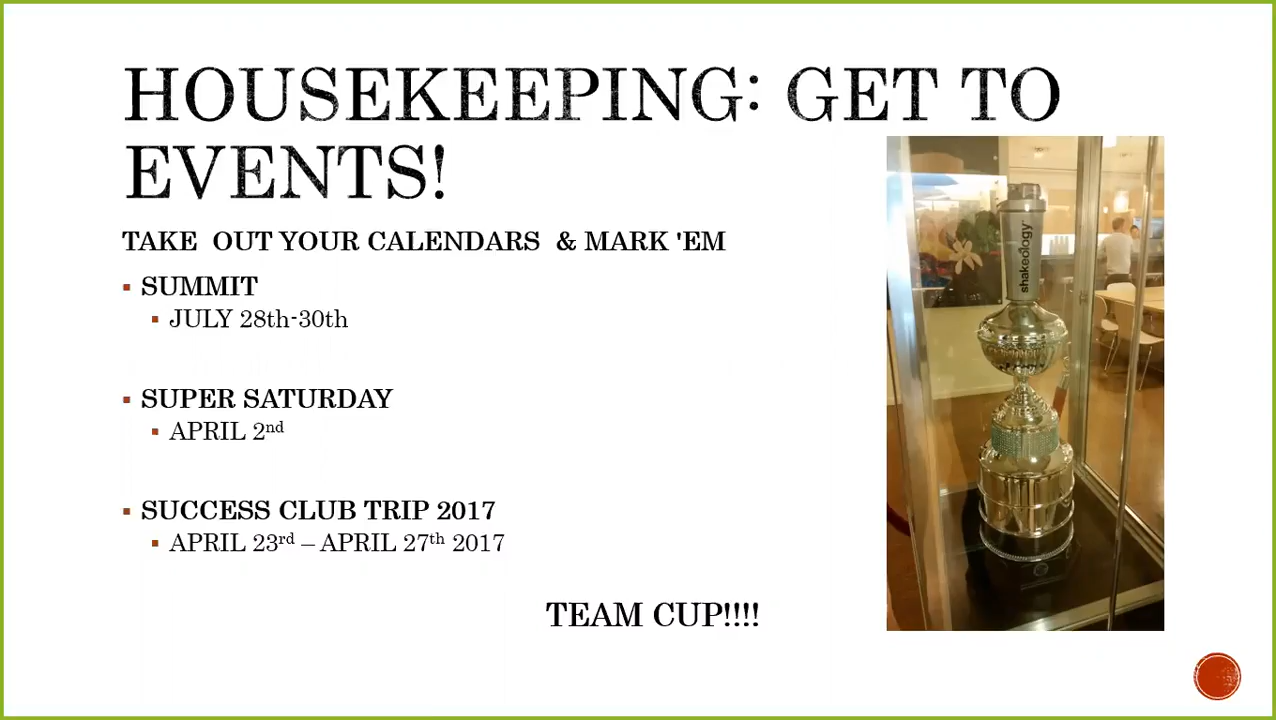 HOUSEKEEPING: GET TO
EVENTS!
TAKE OUT YOUR CALENDARS & MARK 'EM
▪ SUMMIT
▪ JULY 28th-30th
▪ SUPER SATURDAY
▪ APRIL 2nd
▪ SUCCESS CLUB TRIP 2017
▪ APRIL 23rd – APRIL 27th 2017
TEAM CUP!!!!
shakeology